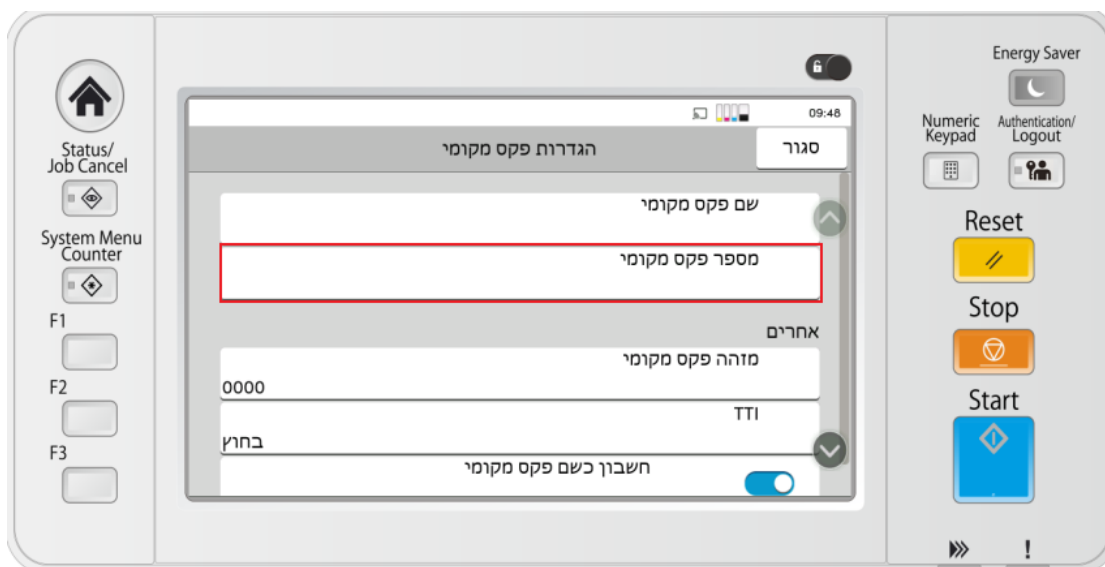 Energy Saver
09:48
Numeric
Keypad
Authentication/
Logout
Status/
Job Cancel
הגדרות פקס מקומי
סגור
שם פקס מקומי
Reset
System Menu
Counter
מספר פקס מקומי
Stop
F1
אחרים
מזהה פקס מקומי
0000
F2
Start
TTI
בחוץ
F3
חשבון כשם פקס מקומי
!